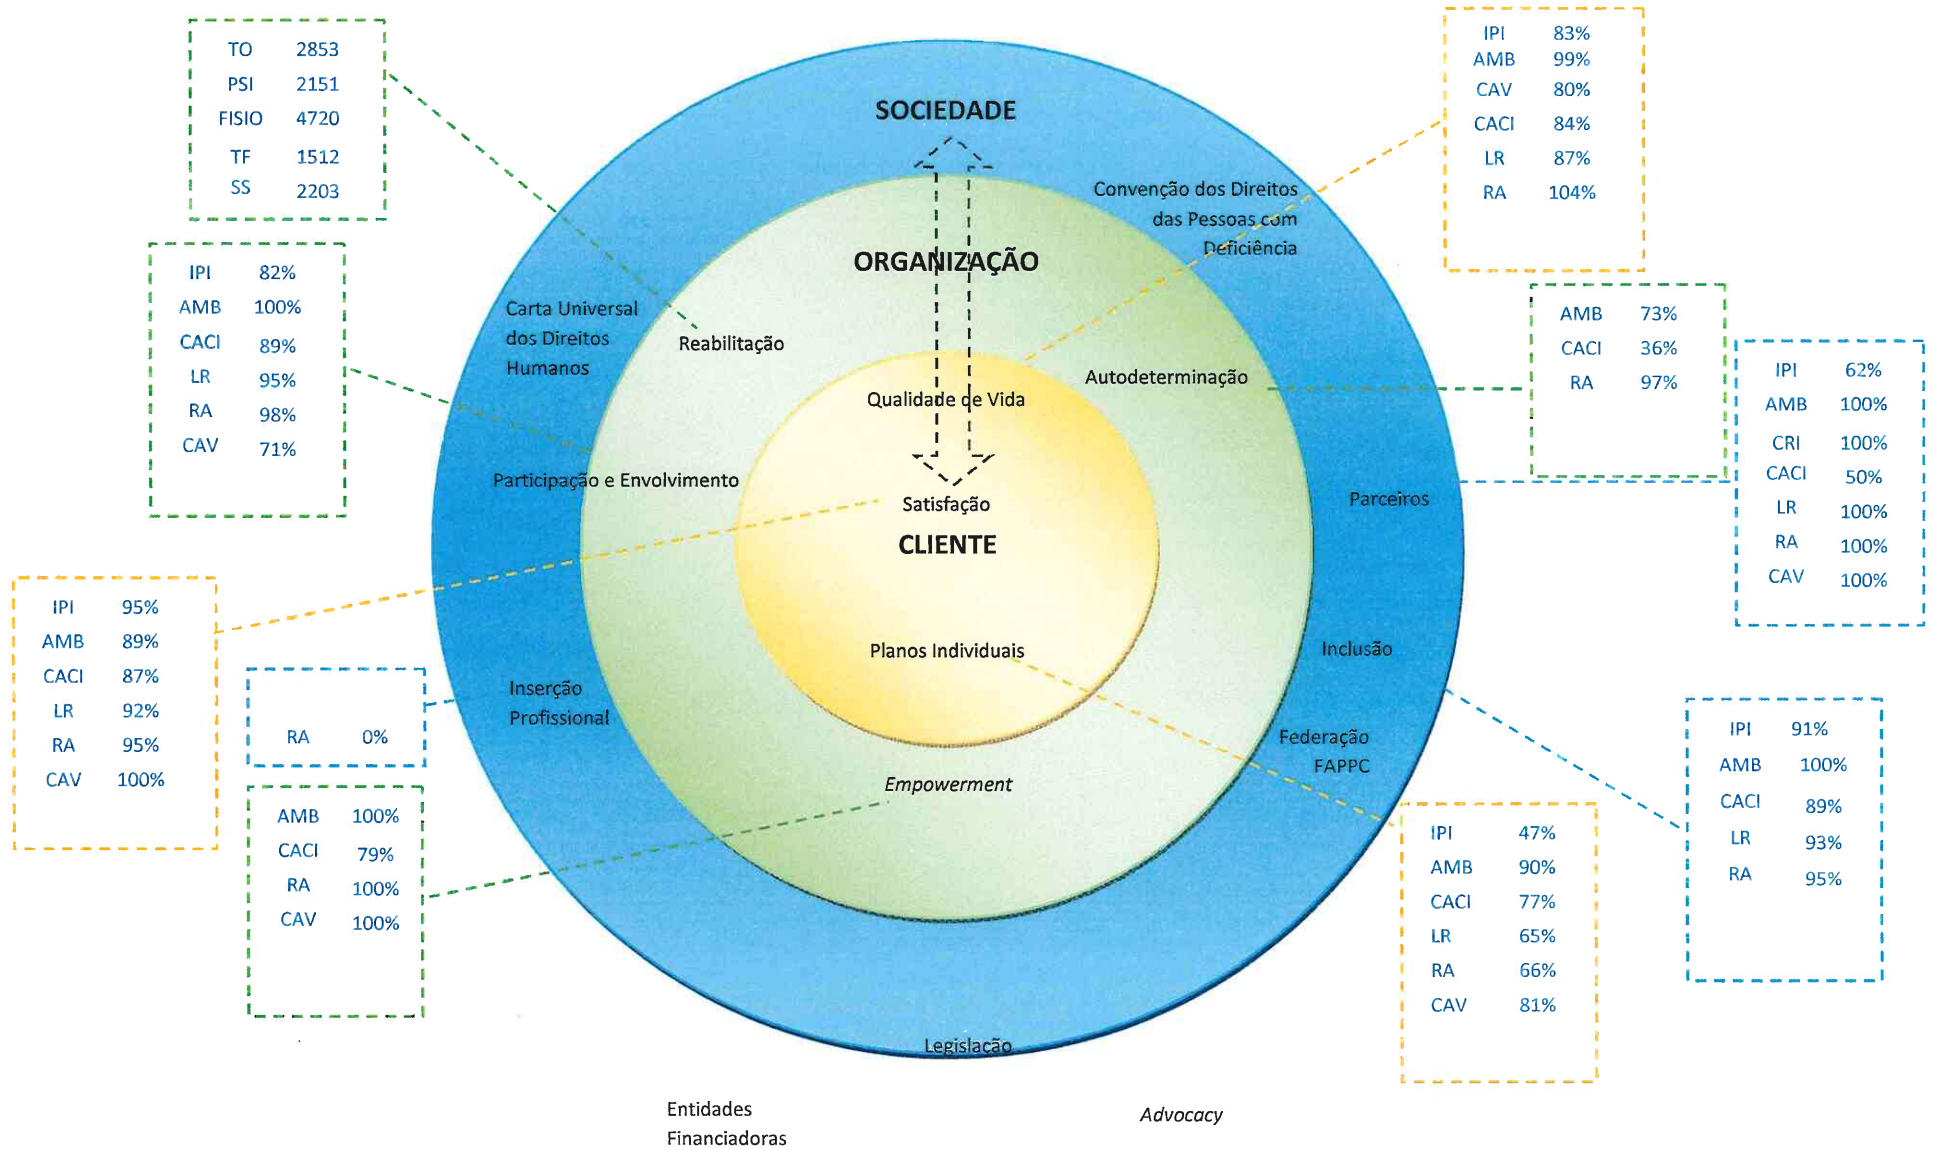 TO 2853
PSI 2151
FISIO 4720
TF 1512
SS 2203
IPI 82%
AMB 100%
CACI 89%
LR 95%
RA 98%
CAV 71%
IPI 95%
AMB 89%
CACI 87%
LR 92%
RA 95%
CAV 100%
RA 0%
AMB 100%
CACI 79%
RA 100%
CAV 100%
SOCIEDADE
Convenção dos Direitos
das Pessoas com
Deficiência
ORGANIZAÇÃO
Carta Universal
dos Direitos
Humanos
Reabilitação
Autodeterminação
Qualidade de Vida
Participação e Envolvimento
Satisfação
Parceiros
CLIENTE
Planos Individuais
Inclusão
Inserção
Profissional
Federação
FAPPC
Empowerment
Legislação
Entidades
Financiadoras
Advocacy
IPI 83%
AMB 99%
CAV 80%
CACI 84%
LR 87%
RA 104%
AMB 73%
CACI 36%
RA 97%
IPI 62%
AMB 100%
CRI 100%
CACI 50%
LR 100%
RA 100%
CAV 100%
IPI 91%
AMB 100%
CACI 89%
LR 93%
RA 95%
IPI 47%
AMB 90%
CACI 77%
LR 65%
RA 66%
CAV 81%